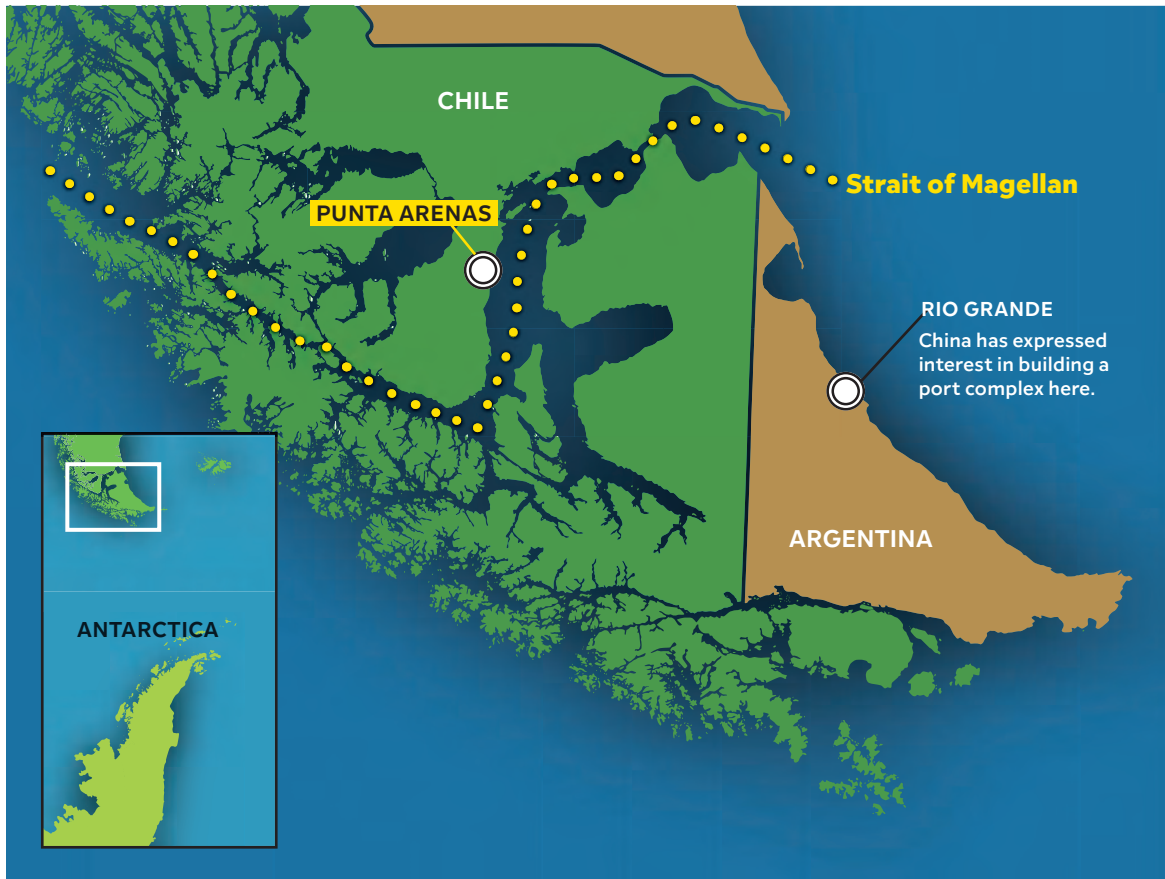 CHILE
Strait of Magellan
PUNTA ARENAS
RIO GRANDE
China has expressed
interest in building a
port complex here.
ARGENTINA
ANTARCTICA